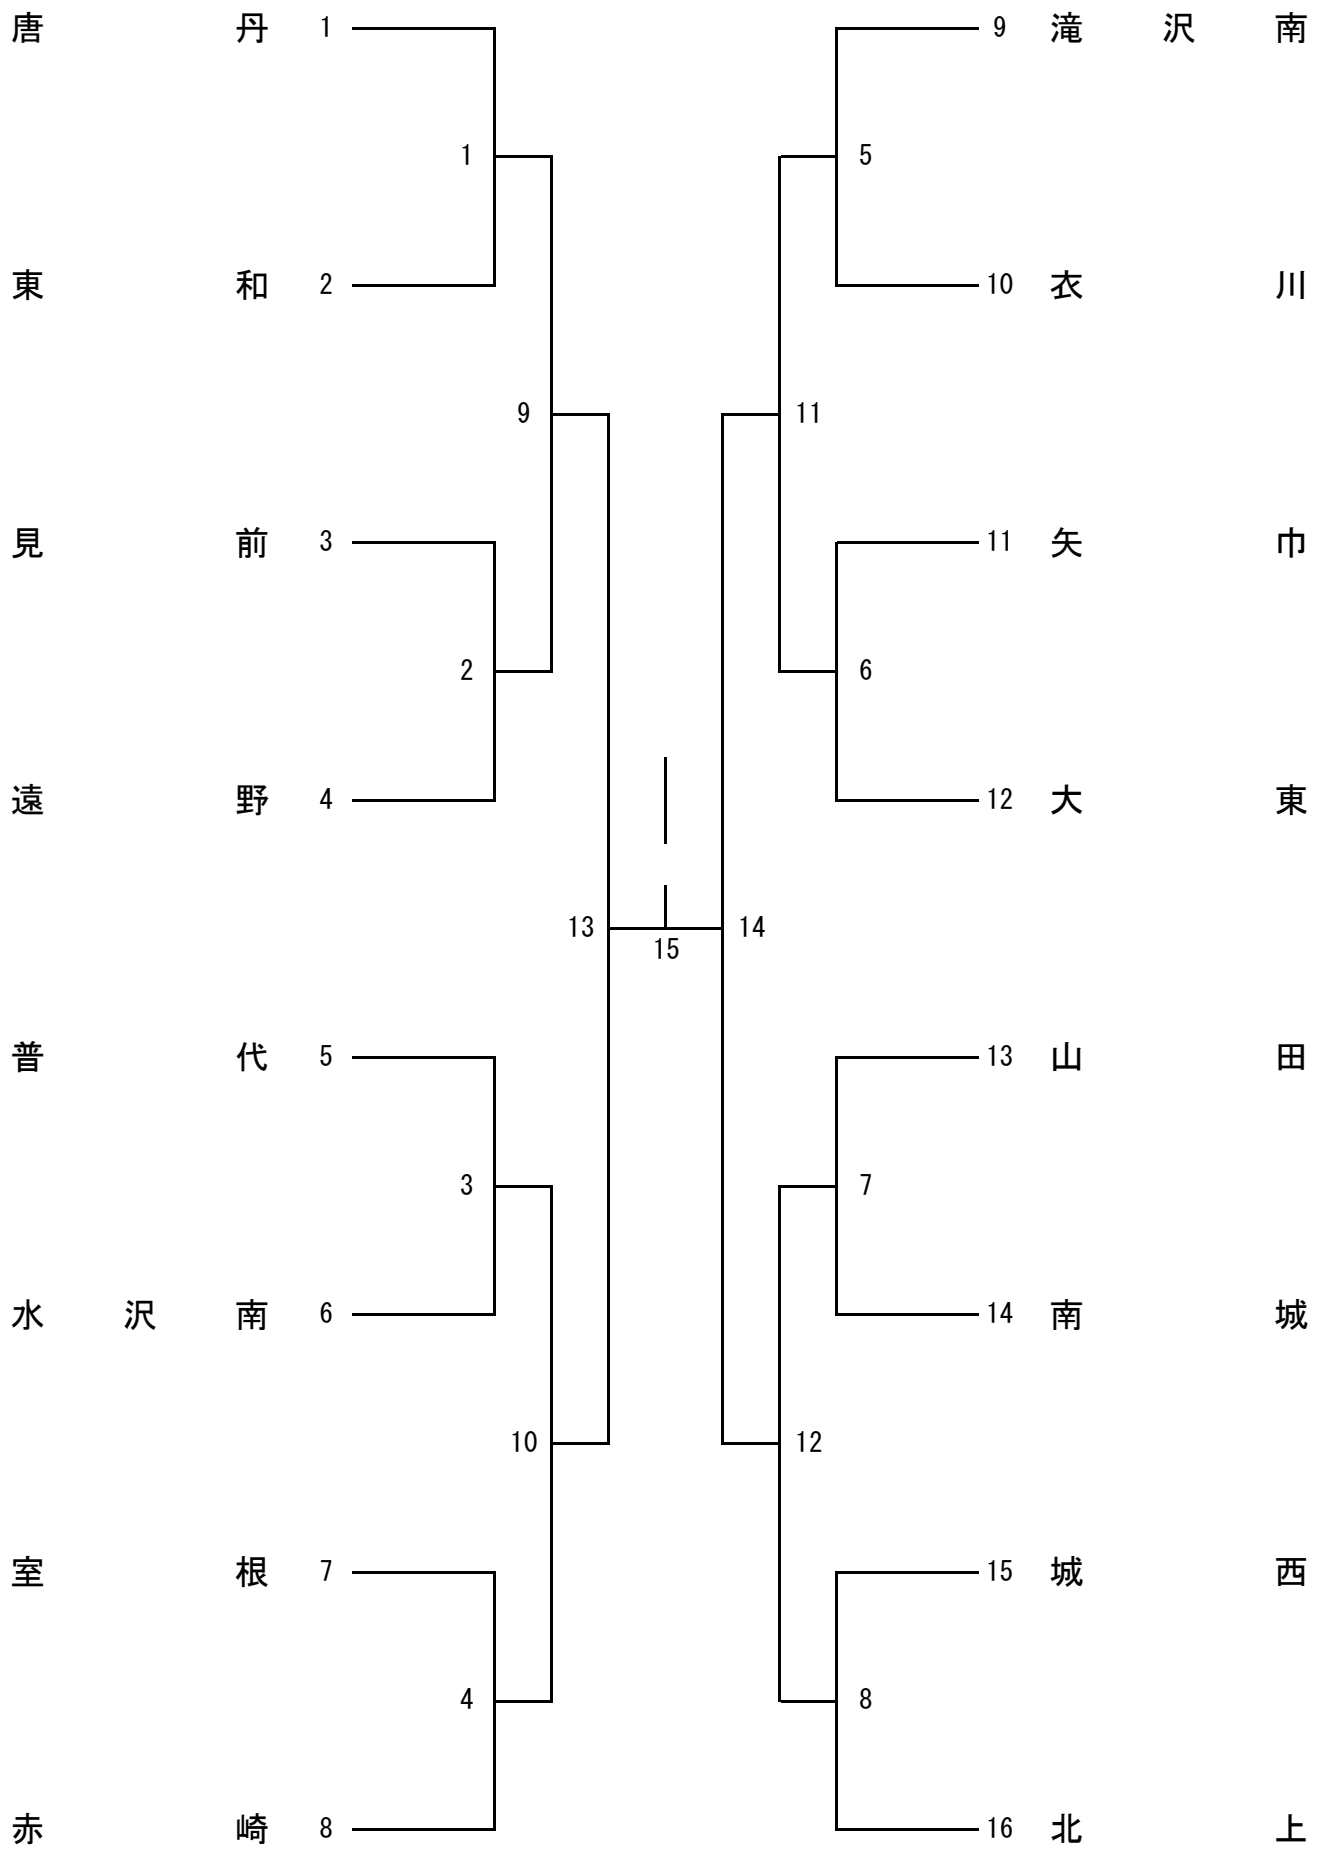 唐丹 1 9 滝沢南
1 5
東和 2 10 衣川
9 11
見前 3 11 矢巾
2 6
遠野 4 12 大東
13 14
15
普代 5 13 山田
3 7
水沢南 6 14 南城
10 12
室根 7 15 城西
4 8
赤崎 8 16 北上